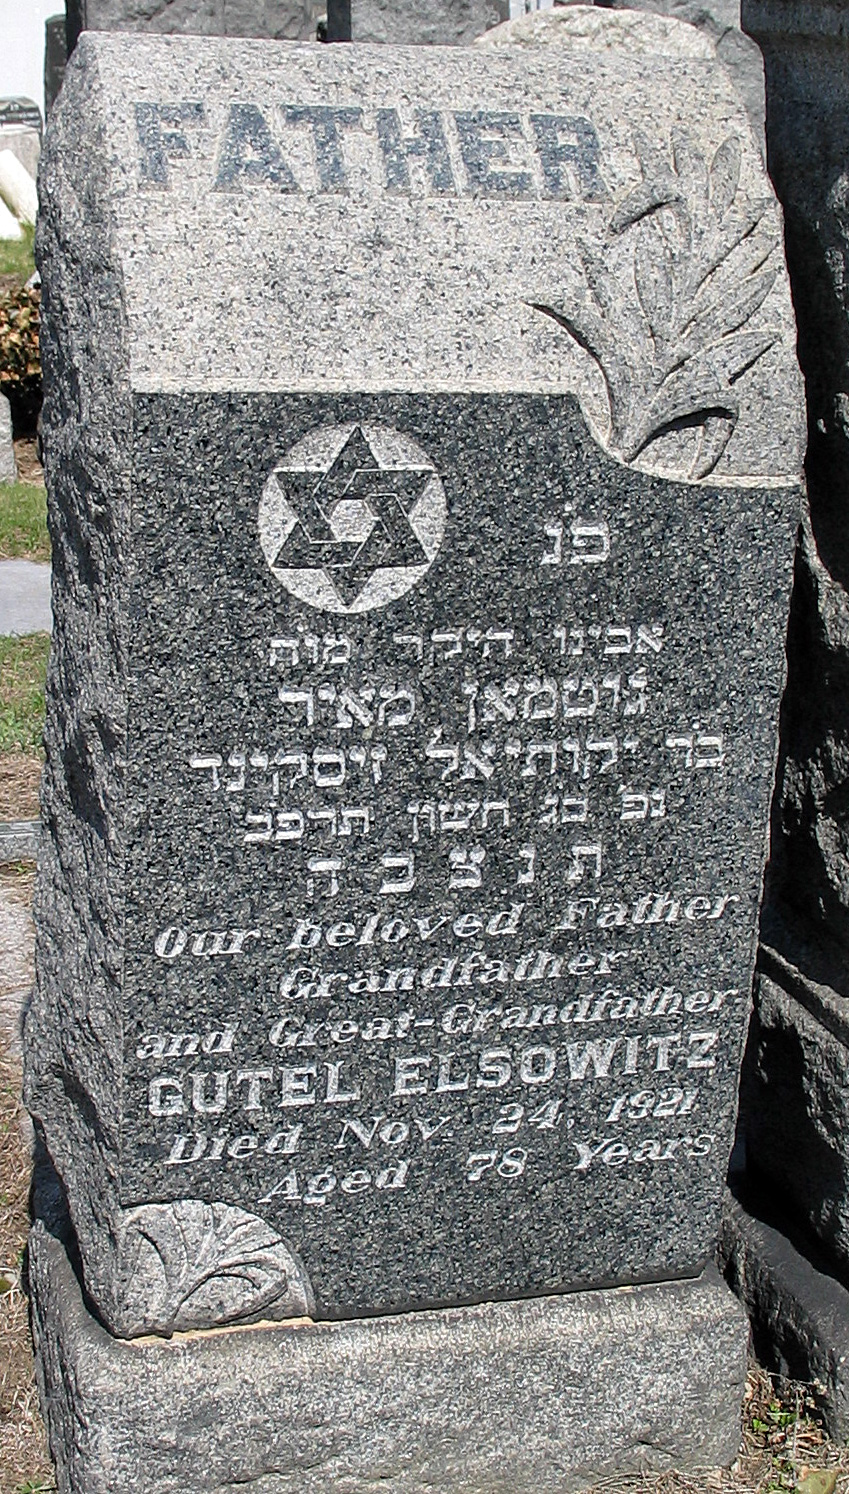 FATHER
פנ
אבינו היקר מוה
גוטמאן מאיר
בר יקותיאל זיסקינד
נפ כג חשון תרפב
ת נ צ ב ה
Our beloved Father
Grandfather
and Great-Grandfather
GUTEL ELSOWITZ
Died Nov. 24, 1921
Aged 78 Years